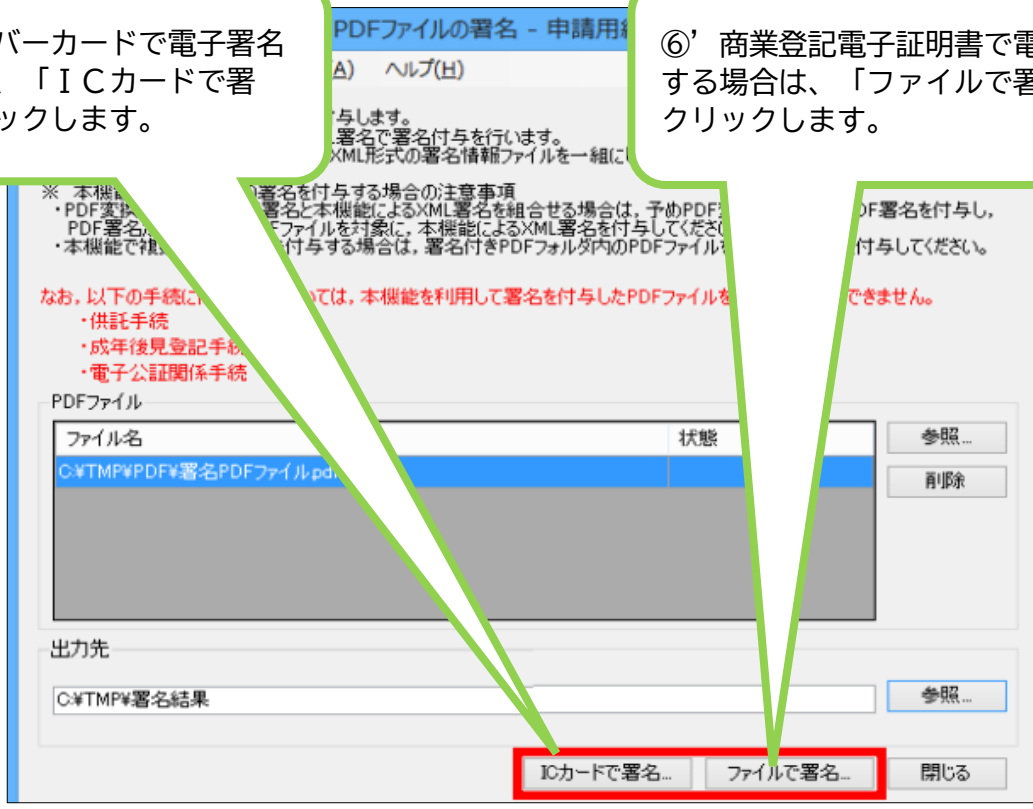 バーカードで電子署名
「ＩＣカードで署
ックします。
⑥’商業登記電子証明書で電
する場合は、「ファイルで署
クリックします。
PDFファイルの署名 - 申請用
(A) ヘルプ(H)
与します。
署名で署名付与を行います。
XML形式の署名情報ファイルを一組に
※ 本機 の署名を付与する場合の注意事項
・PDF変換 署名と本機能によるXML署名を組合せる場合は，予めPDF DF署名を付与し，
PDF署名 ファイルを対象に，本機能によるXML署名を付与してくださ
・本機能で複 付与する場合は，署名付きPDFフォルダ内のPDFファイル 付与してください。
なお，以下の手続に いては，本機能を利用して署名を付与したPDFファイルを できません。
・供託手続
・成年後見登記手続
・電子公証関係手続
PDFファイル
ファイル名 状態 参照...
C:¥TMP¥PDF¥署名PDFファイル.pdf 削除
出力先
C:¥TMP¥署名結果 参照...
ICカードで署名... ファイルで署名... 閉じる